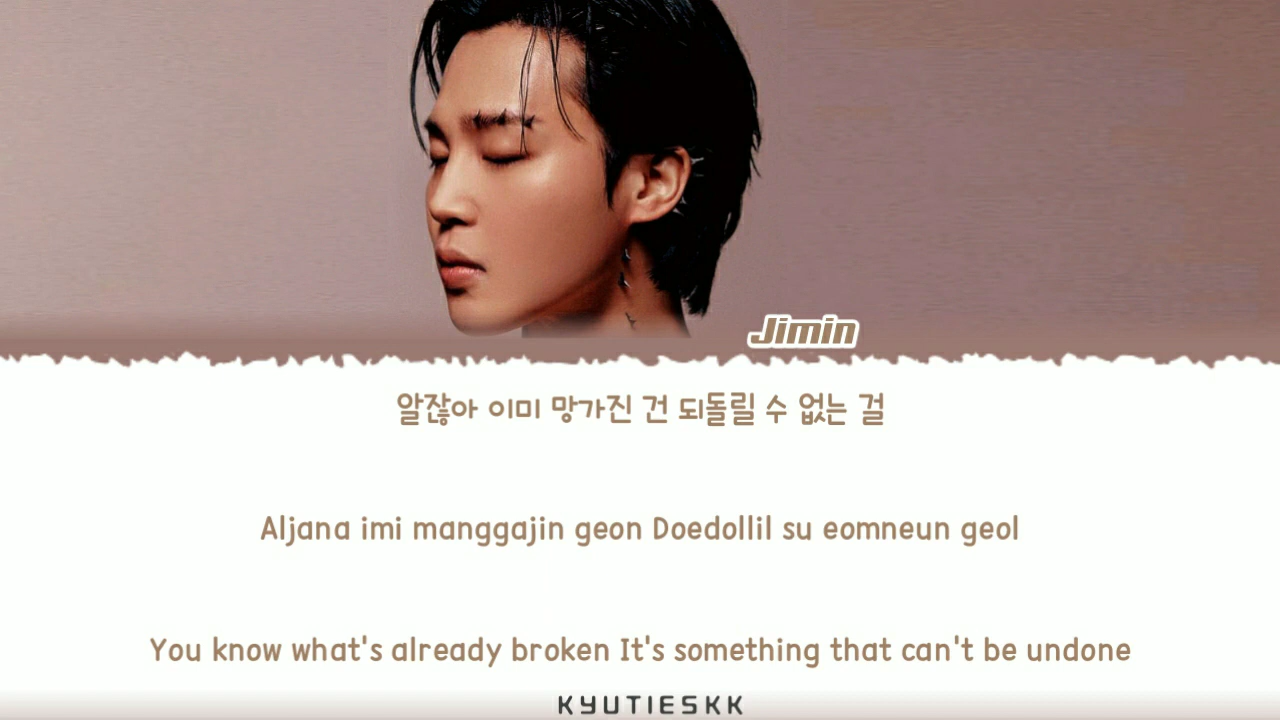 Jimin
알잖아 이미 망가진 건 되돌릴 수 없는 걸
Aljana imi manggajin geon Doedollil su eomneun geol
You know what's already broken It's something that can't be undone
KYUTIESKK